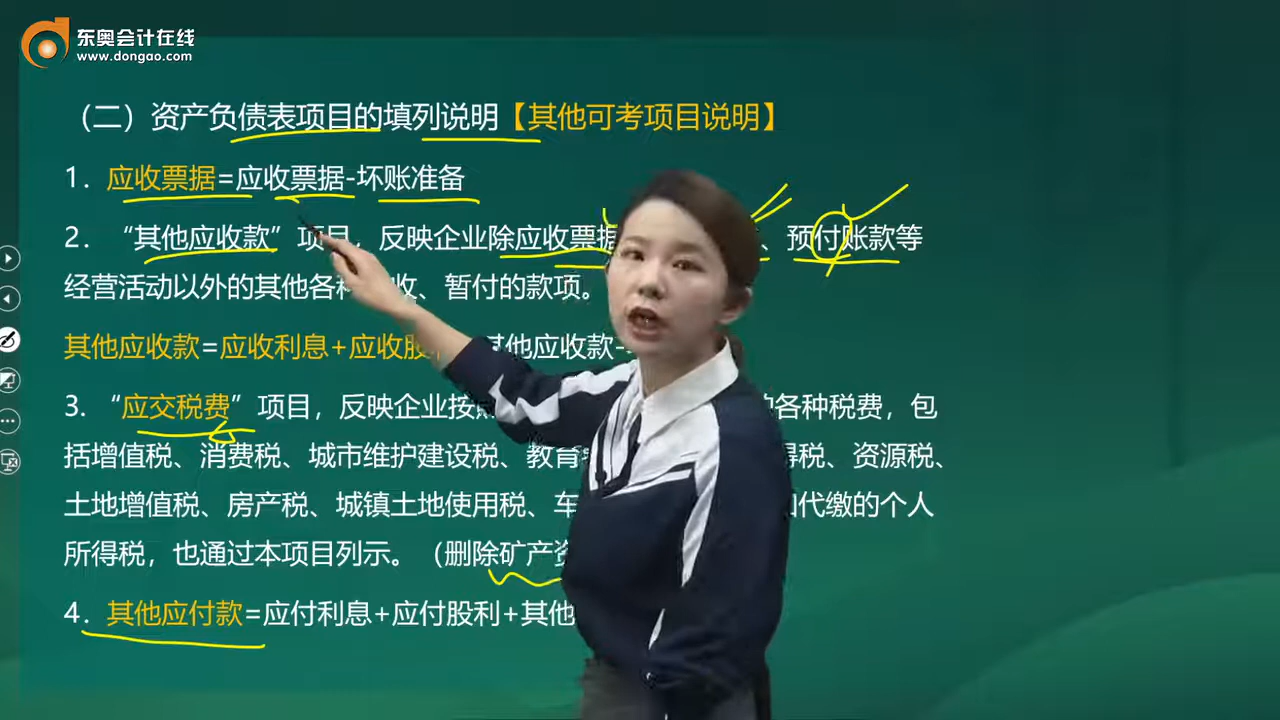 东奥会计在线
www.dongao.com
（二）资产负债表项目的填列说明【其他可考项目说明】
1．应收票据=应收票据-坏账准备
2．“其他应收款”项目，反映企业除应收票据、预付账款等
经营活动以外的其他各种收、暂付的款项。
其他应收款=应收利息+应收股 其他应收款-
3．“应交税费”项目，反映企业按 各种税费，包
括增值税、消费税、城市维护建设税、教育 得税、资源税、
土地增值税、房产税、城镇土地使用税、车 代缴的个人
所得税，也通过本项目列示。（删除矿产资
4．其他应付款=应付利息+应付股利+其他